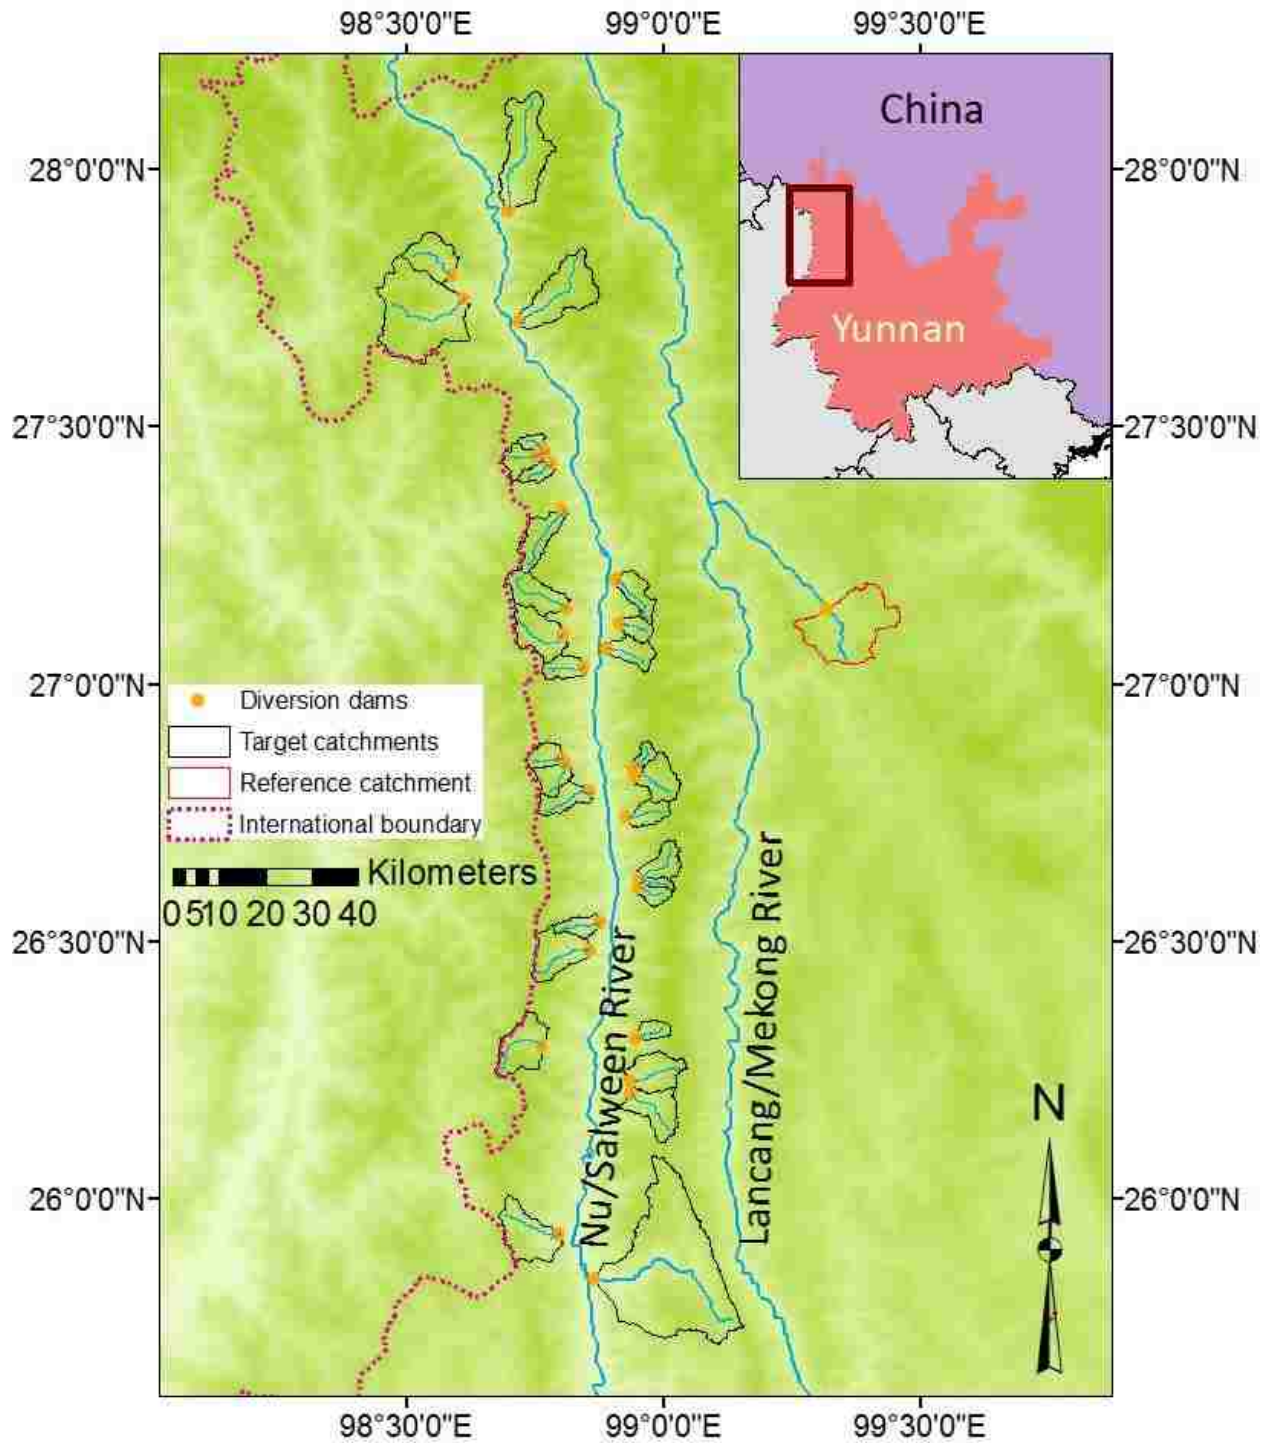 98°30'0"E 99°0'0"E 99°30'0"E
China
Yunnan
28°0'0"N 28°0'0"N
27°30'0"N 27°30'0"N
27°0'0"N 27°0'0"N
Diversion dams
Target catchments
Reference catchment
International boundary
Kilometers
0 5 10 20 30 40
26°30'0"N 26°30'0"N
Nu/Salween River
Lancang/Mekong River
N
26°0'0"N 26°0'0"N
98°30'0"E 99°0'0"E 99°30'0"E